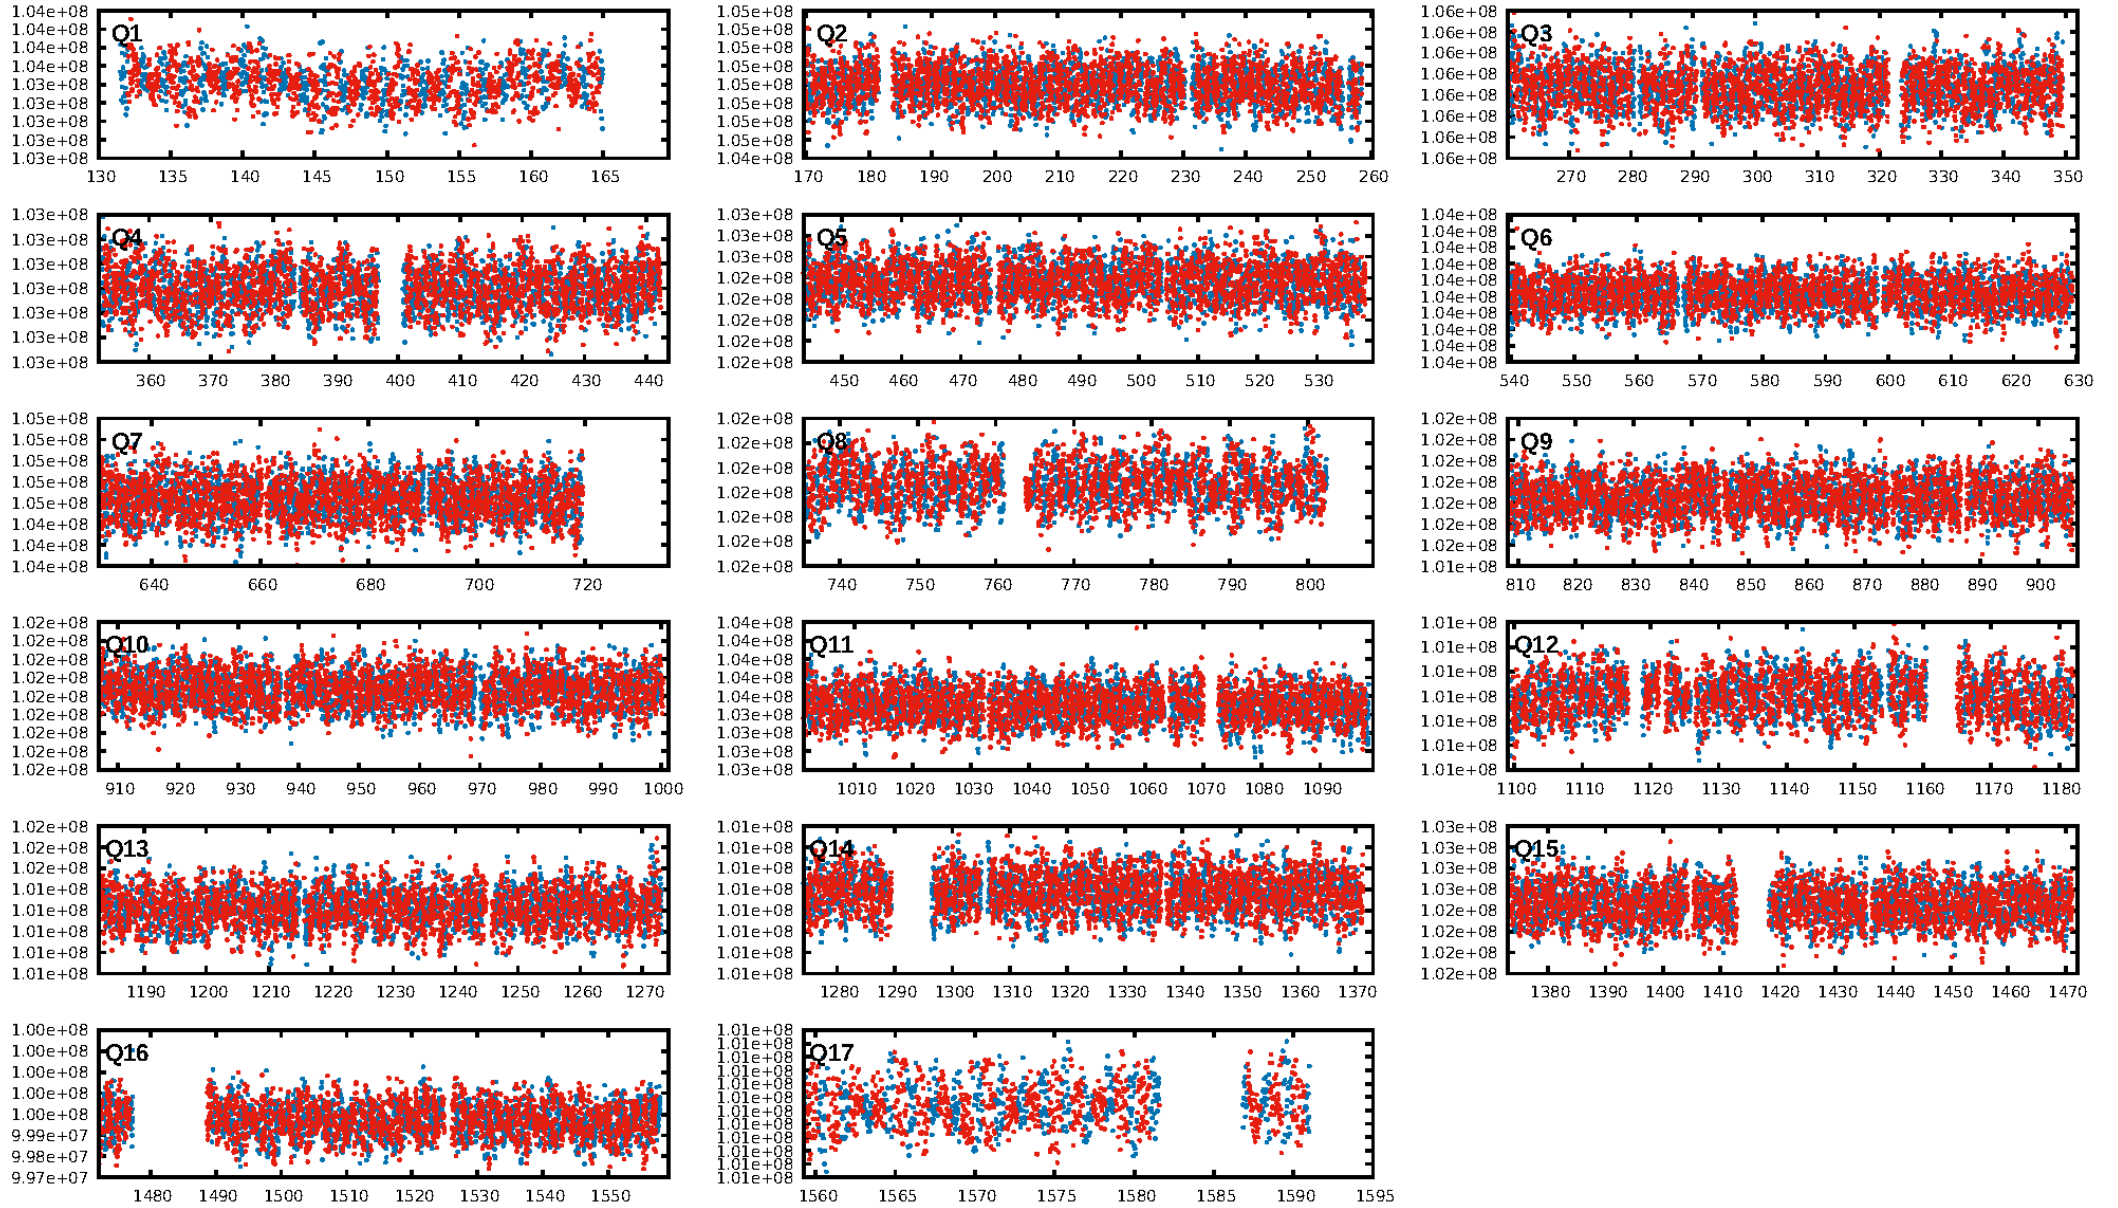 Q1
1.04e+08
1.04e+08
1.04e+08
1.03e+08
1.03e+08
1.03e+08
1.03e+08
1.03e+08
1.03e+08
130 135 140 145 150 155 160 165
Q2
1.05e+08
1.05e+08
1.05e+08
1.05e+08
1.05e+08
1.05e+08
1.05e+08
1.05e+08
1.04e+08
170 180 190 200 210 220 230 240 250 260
Q3
1.06e+08
1.06e+08
1.06e+08
1.06e+08
1.06e+08
1.06e+08
1.06e+08
1.06e+08
270 280 290 300 310 320 330 340 350
Q4
1.03e+08
1.03e+08
1.03e+08
1.03e+08
1.03e+08
1.03e+08
1.03e+08
360 370 380 390 400 410 420 430 440
Q5
1.03e+08
1.03e+08
1.03e+08
1.02e+08
1.02e+08
1.02e+08
1.02e+08
1.02e+08
450 460 470 480 490 500 510 520 530
Q6
1.04e+08
1.04e+08
1.04e+08
1.04e+08
1.04e+08
1.04e+08
1.04e+08
1.04e+08
1.04e+08
1.04e+08
540 550 560 570 580 590 600 610 620 630
Q7
1.05e+08
1.05e+08
1.05e+08
1.05e+08
1.05e+08
1.04e+08
1.04e+08
1.04e+08
640 660 680 700 720
Q8
1.02e+08
1.02e+08
1.02e+08
1.02e+08
1.02e+08
1.02e+08
1.02e+08
740 750 760 770 780 790 800
Q9
1.02e+08
1.02e+08
1.02e+08
1.02e+08
1.02e+08
1.02e+08
1.02e+08
1.01e+08
810 820 830 840 850 860 870 880 890 900
Q10
1.02e+08
1.02e+08
1.02e+08
1.02e+08
1.02e+08
1.02e+08
1.02e+08
1.02e+08
1.02e+08
910 920 930 940 950 960 970 980 990 1000
Q11
1.04e+08
1.04e+08
1.04e+08
1.04e+08
1.04e+08
1.03e+08
1.03e+08
1.03e+08
1010 1020 1030 1040 1050 1060 1070 1080 1090
Q12
1.01e+08
1.01e+08
1.01e+08
1.01e+08
1.01e+08
1.01e+08
1.01e+08
1100 1110 1120 1130 1140 1150 1160 1170 1180
Q13
1.02e+08
1.02e+08
1.02e+08
1.01e+08
1.01e+08
1.01e+08
1.01e+08
1.01e+08
1190 1200 1210 1220 1230 1240 1250 1260 1270
Q14
1.01e+08
1.01e+08
1.01e+08
1.01e+08
1.01e+08
1.01e+08
1.01e+08
1.01e+08
1280 1290 1300 1310 1320 1330 1340 1350 1360 1370
Q15
1.03e+08
1.03e+08
1.03e+08
1.03e+08
1.02e+08
1.02e+08
1.02e+08
1.02e+08
1380 1390 1400 1410 1420 1430 1440 1450 1460 1470
Q16
1.00e+08
1.00e+08
1.00e+08
1.00e+08
1.00e+08
9.99e+07
9.98e+07
9.97e+07
1480 1490 1500 1510 1520 1530 1540 1550
Q17
1.01e+08
1.01e+08
1.01e+08
1.01e+08
1.01e+08
1.01e+08
1.01e+08
1.01e+08
1.01e+08
1.01e+08
1.01e+08
1.01e+08
1560 1565 1570 1575 1580 1585 1590 1595